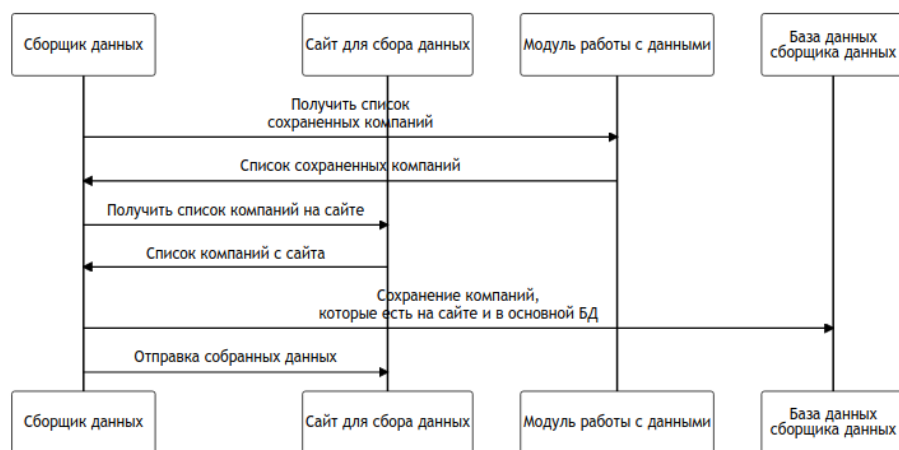 Сборщик данных
Сайт для сбора данных
Модуль работы с данными
База данных
сборщика данных
Получить список
сохраненных компаний
Список сохраненных компаний
Получить список компаний на сайте
Список компаний с сайта
Сохранение компаний,
которые есть на сайте и в основной БД
Отправка собранных данных
Сборщик данных
Сайт для сбора данных
Модуль работы с данными
База данных
сборщика данных